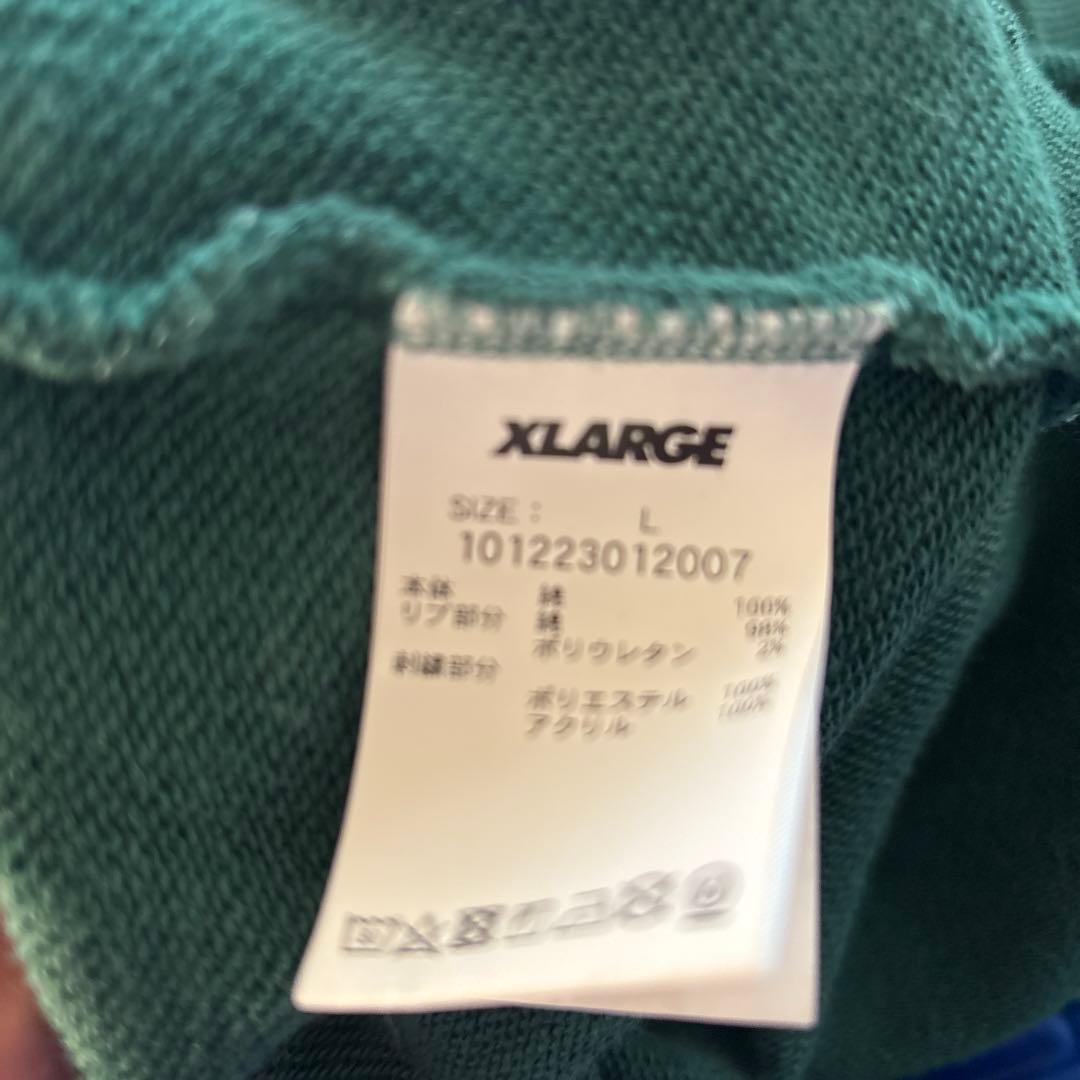 XLARGE
SIZE : L
101223012007
本体 綿 100%
リブ部分 綿 98%
ポリウレタン 2%
刺繍部分
ポリエステル 100%
アクリル 100%